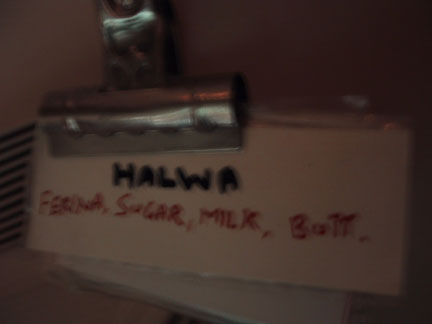 HALWA
FERINA, SUGAR, MILK, BUTT.